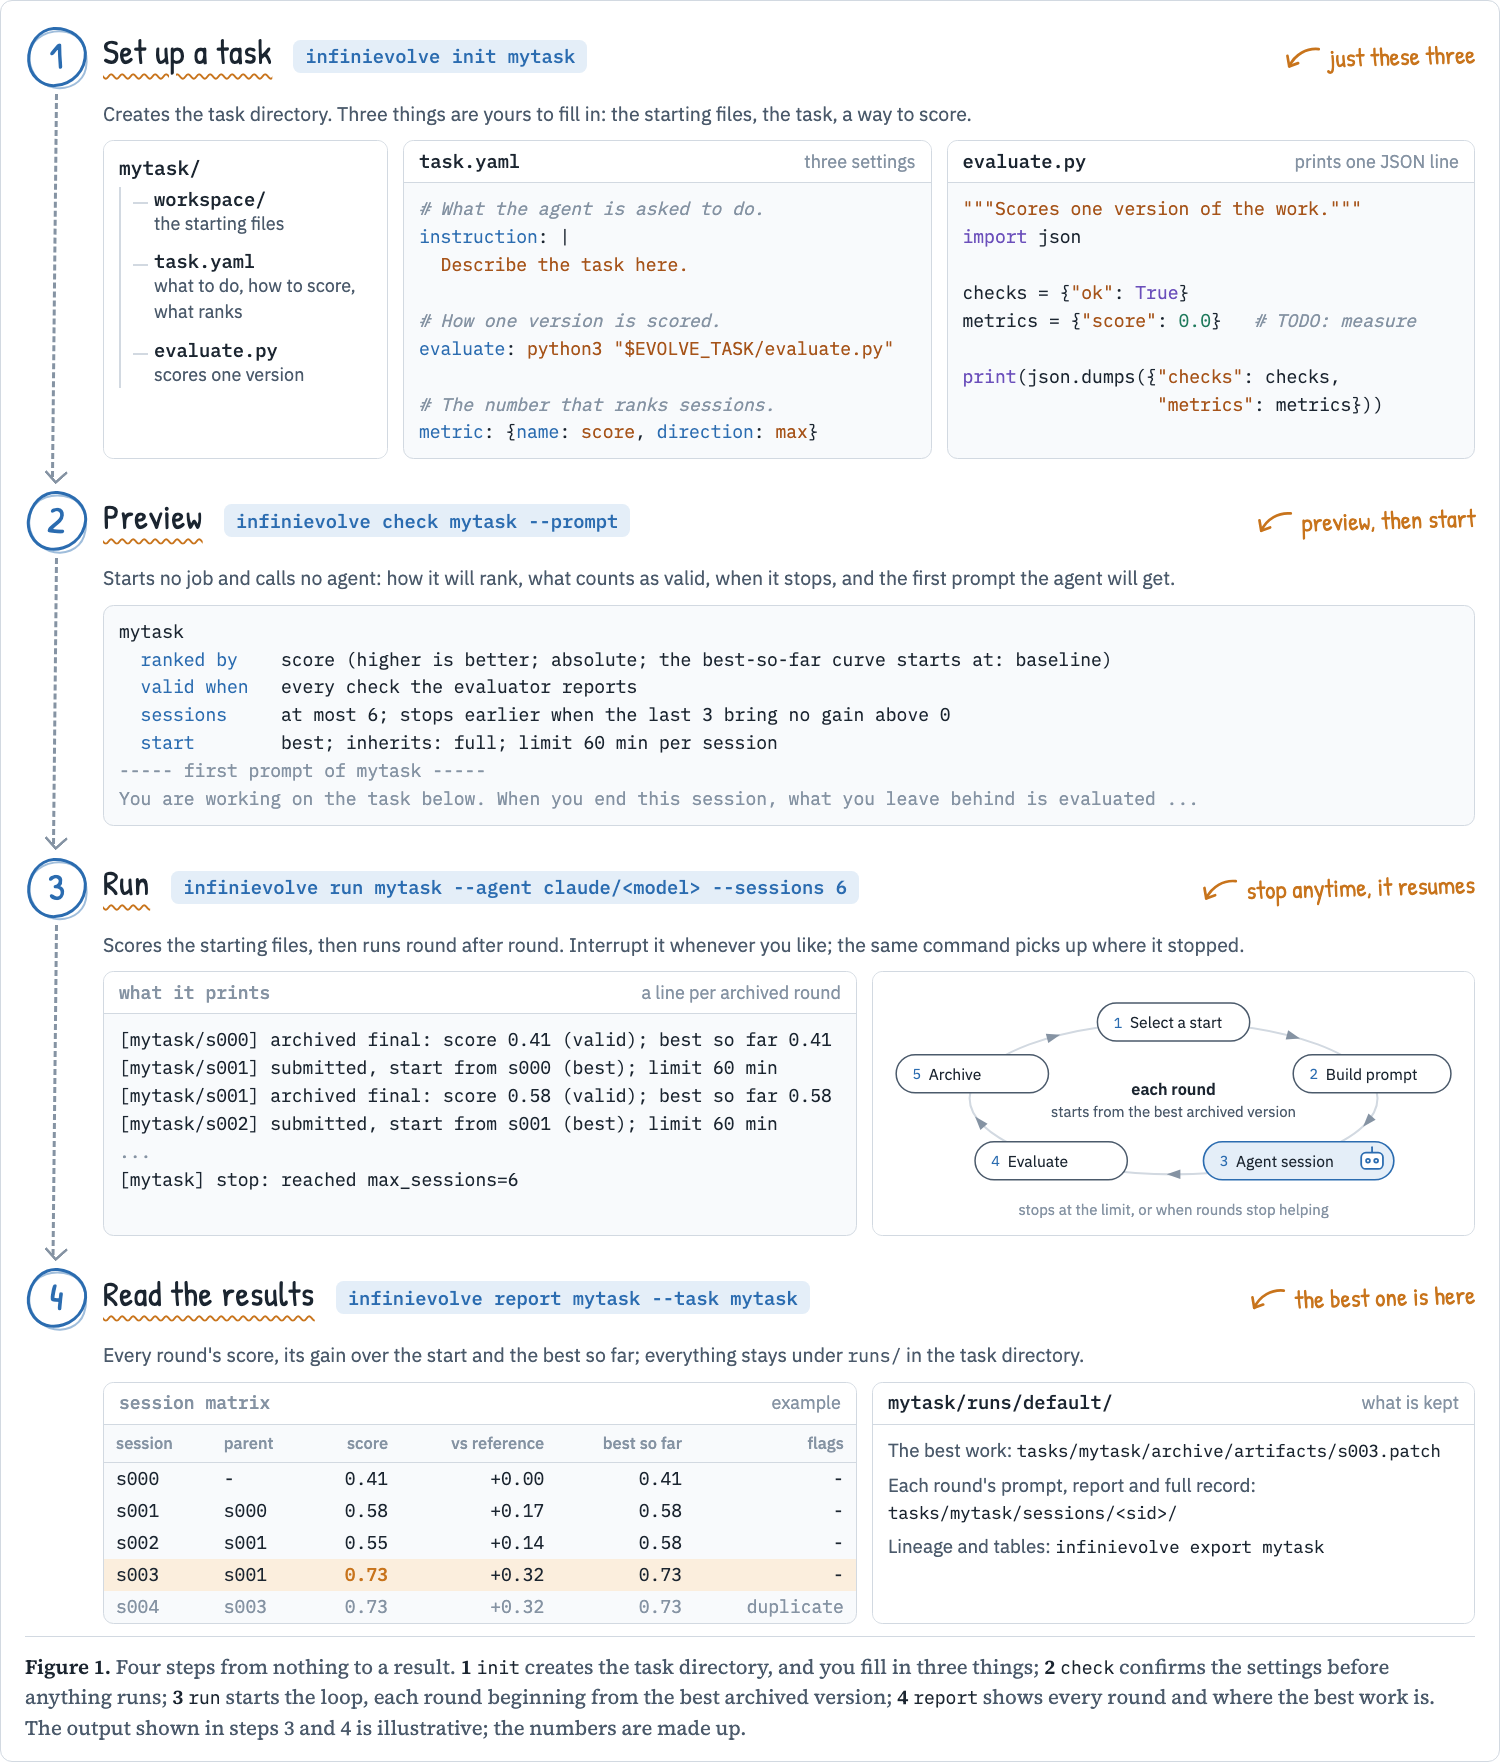 1 Set up a task infinievolve init mytask just these three
Creates the task directory. Three things are yours to fill in: the starting files, the task, a way to score.
mytask/
workspace/
the starting files
task.yaml
what to do, how to score,
what ranks
evaluate.py
scores one version
task.yaml three settings
# What the agent is asked to do.
instruction: |
  Describe the task here.
# How one version is scored.
evaluate: python3 "$EVOLVE_TASK/evaluate.py"
# The number that ranks sessions.
metric: {name: score, direction: max}
evaluate.py prints one JSON line
"""Scores one version of the work."""
import json
checks = {"ok": True}
metrics = {"score": 0.0}   # TODO: measure
print(json.dumps({"checks": checks,
                  "metrics": metrics}))
2 Preview infinievolve check mytask --prompt preview, then start
Starts no job and calls no agent: how it will rank, what counts as valid, when it stops, and the first prompt the agent will get.
mytask
  ranked by    score (higher is better; absolute; the best-so-far curve starts at: baseline)
  valid when   every check the evaluator reports
  sessions     at most 6; stops earlier when the last 3 bring no gain above 0
  start        best; inherits: full; limit 60 min per session
----- first prompt of mytask -----
You are working on the task below. When you end this session, what you leave behind is evaluated ...
3 Run infinievolve run mytask --agent claude/<model> --sessions 6 stop anytime, it resumes
Scores the starting files, then runs round after round. Interrupt it whenever you like; the same command picks up where it stopped.
what it prints a line per archived round
[mytask/s000] archived final: score 0.41 (valid); best so far 0.41
[mytask/s001] submitted, start from s000 (best); limit 60 min
[mytask/s001] archived final: score 0.58 (valid); best so far 0.58
[mytask/s002] submitted, start from s001 (best); limit 60 min
...
[mytask] stop: reached max_sessions=6
1 Select a start
5 Archive
2 Build prompt
each round
starts from the best archived version
4 Evaluate
3 Agent session
stops at the limit, or when rounds stop helping
4 Read the results infinievolve report mytask --task mytask the best one is here
Every round's score, its gain over the start and the best so far; everything stays under runs/ in the task directory.
session matrix example
session parent score vs reference best so far flags
s000 - 0.41 +0.00 0.41 -
s001 s000 0.58 +0.17 0.58 -
s002 s001 0.55 +0.14 0.58 -
s003 s001 0.73 +0.32 0.73 -
s004 s003 0.73 +0.32 0.73 duplicate
mytask/runs/default/ what is kept
The best work: tasks/mytask/archive/artifacts/s003.patch
Each round's prompt, report and full record:
tasks/mytask/sessions/<sid>/
Lineage and tables: infinievolve export mytask
Figure 1. Four steps from nothing to a result. 1 init creates the task directory, and you fill in three things; 2 check confirms the settings before
anything runs; 3 run starts the loop, each round beginning from the best archived version; 4 report shows every round and where the best work is.
The output shown in steps 3 and 4 is illustrative; the numbers are made up.